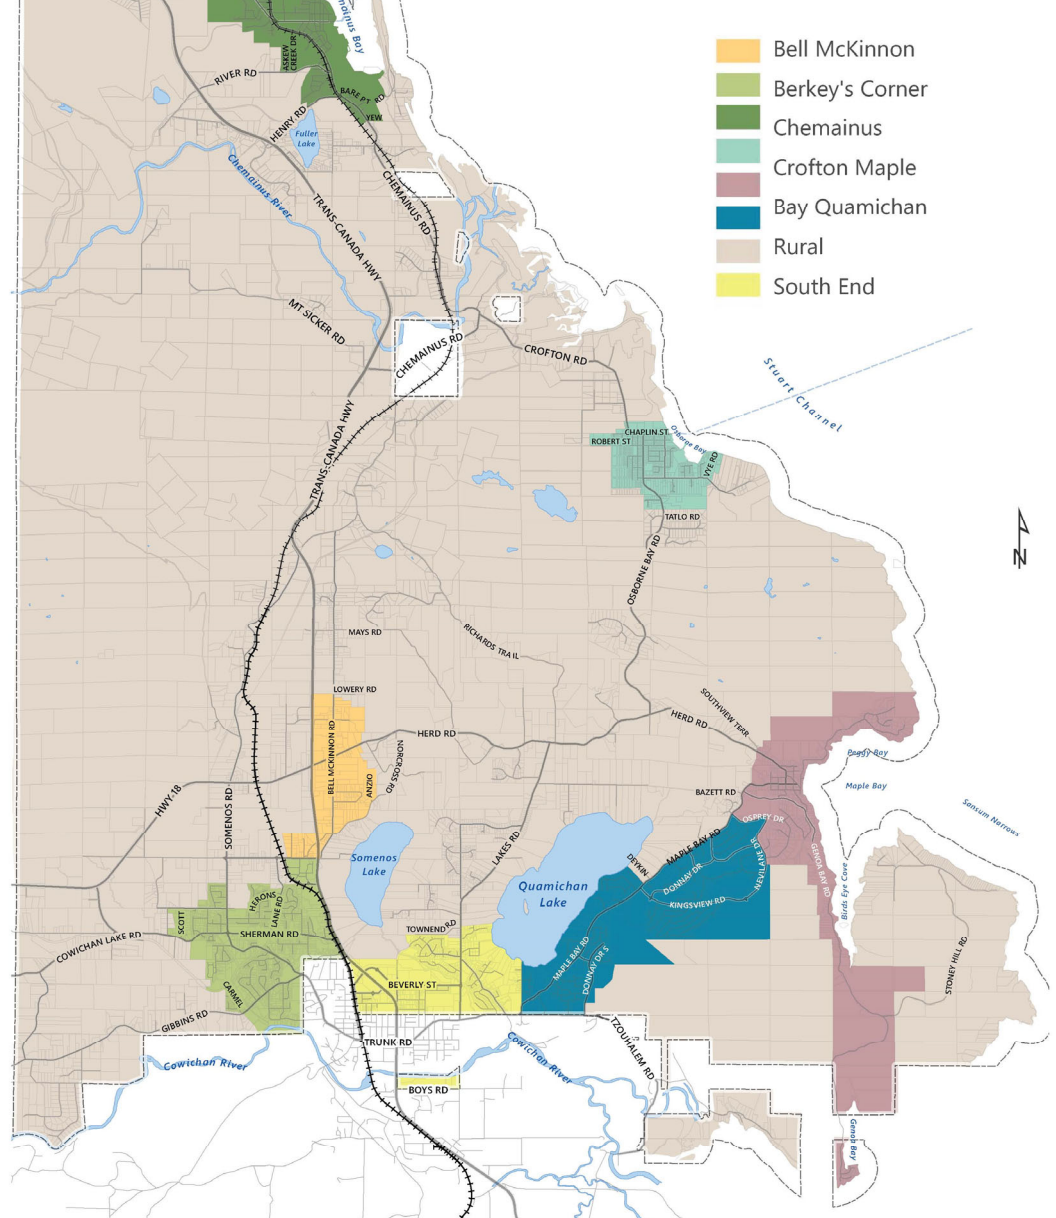 Bell McKinnon
Berkey's Corner
Chemainus
Crofton Maple
Bay Quamichan
Rural
South End
N
mainus Bay
ASKEW
CREEK DR
RIVER RD
BARE PT RD
YEW
HENRY RD
Fuller
Lake
Chemainus River
CHEMAINUS RD
TRANS-CANADA HWY
MT SICKER RD
CHEMAINUS RD
CROFTON RD
Stuart Channel
TRANS-CANADA HWY
CHAPLIN ST
ROBERT ST
Osborne Bay
VYE RD
TATLO RD
OSBORNE BAY RD
MAYS RD
RICHARDS TRAIL
LOWERY RD
SOUTHVIEW TERR
HERD RD
HERD RD
BELL MCKINNON RD
NORCROSS RD
ANZIO
HWY-18
SOMENOS RD
Peggy Bay
Maple Bay
BAZETT RD
Sansum Narrows
OSPREY DR
MAPLE BAY RD
LAKES RD
Somenos
Lake
Quamichan
Lake
DEYKIN
DONNAY DR
NEVILANE DR
KINGSVIEW RD
GENOA BAY RD
Birds Eye Cove
HERONS
LANE RD
SCOTT
SHERMAN RD
COWICHAN LAKE RD
TOWNEND RD
MAPLE BAY RD
DONNAY DR S
STONEY HILL RD
BEVERLY ST
CARMEL
GIBBINS RD
TRUNK RD
TZOUHALEM RD
Cowichan River
Cowichan River
BOYS RD
Genoa Bay